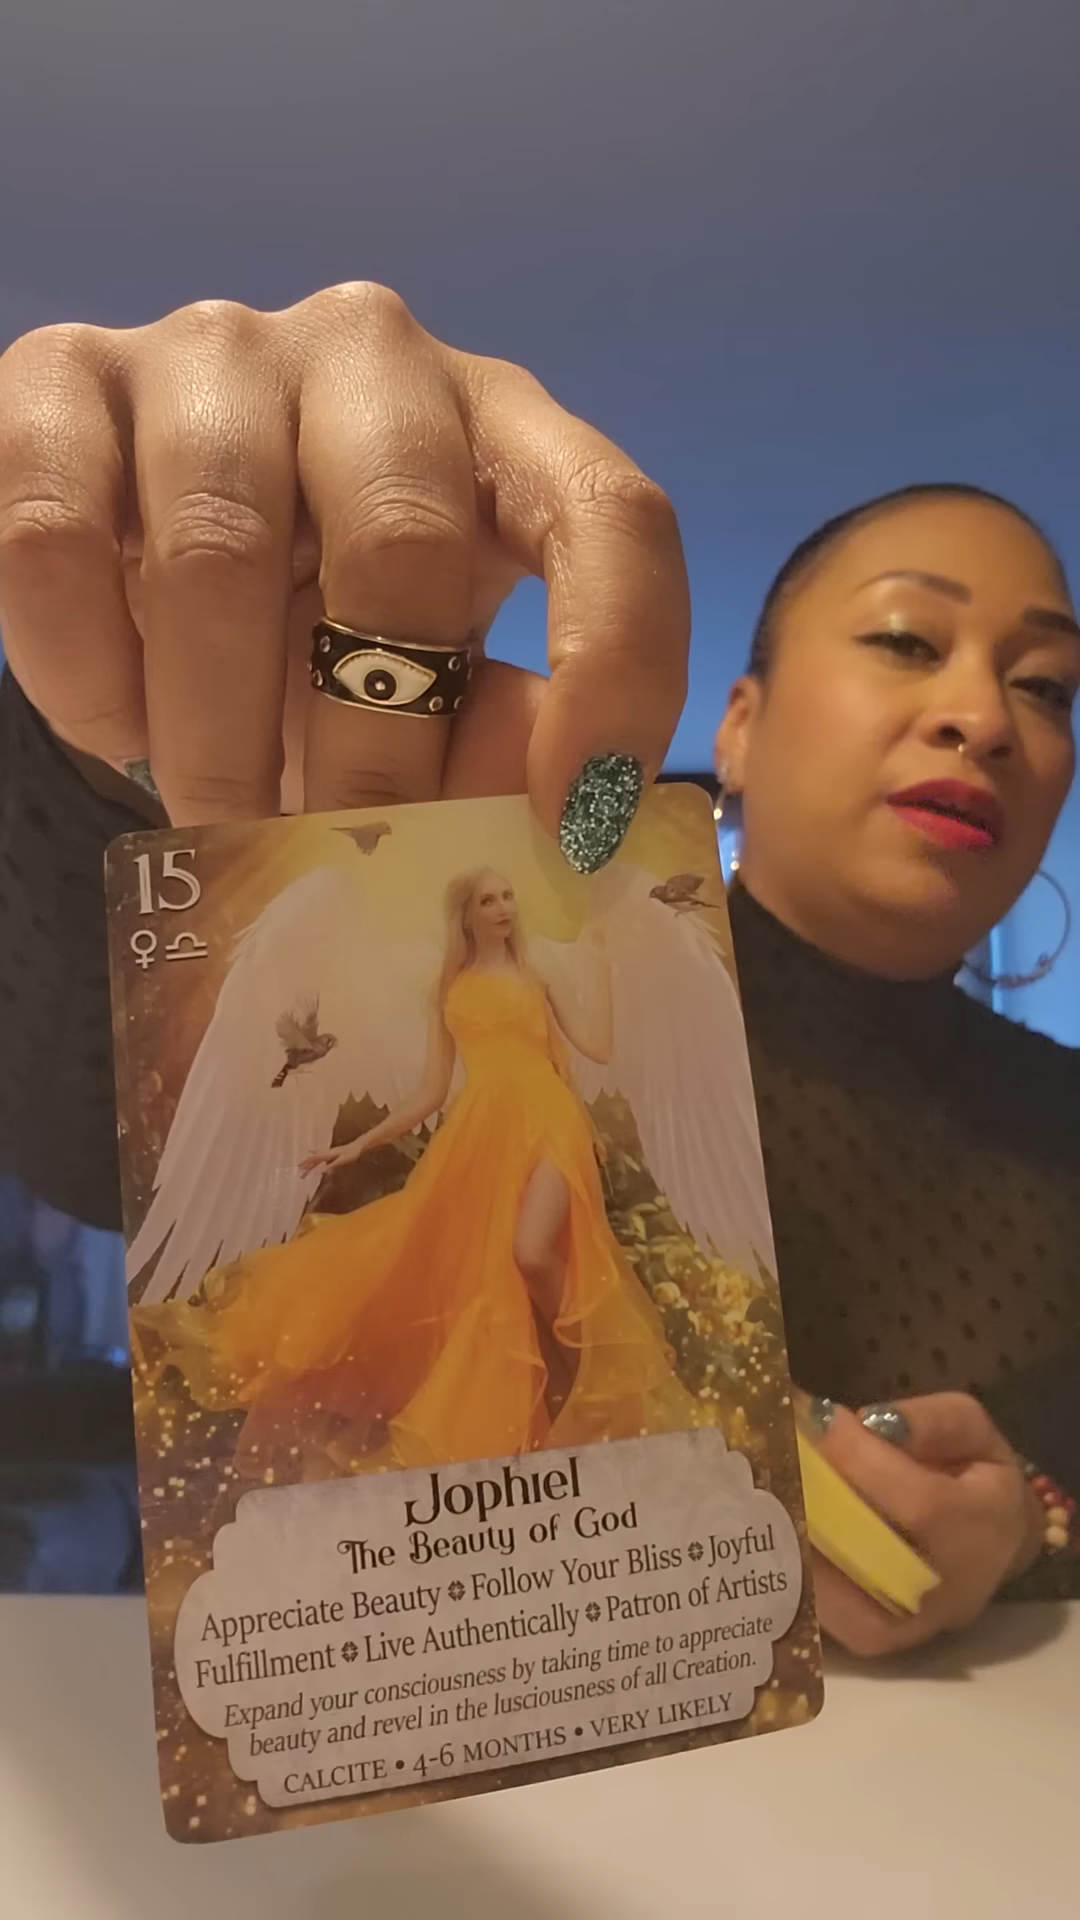 15
♀ ♎
Jophiel
The Beauty of God
Appreciate Beauty ❖ Follow Your Bliss ❖ Joyful
Fulfillment ❖ Live Authentically ❖ Patron of Artists
Expand your consciousness by taking time to appreciate
beauty and revel in the lusciousness of all Creation.
CALCITE • 4-6 MONTHS • VERY LIKELY